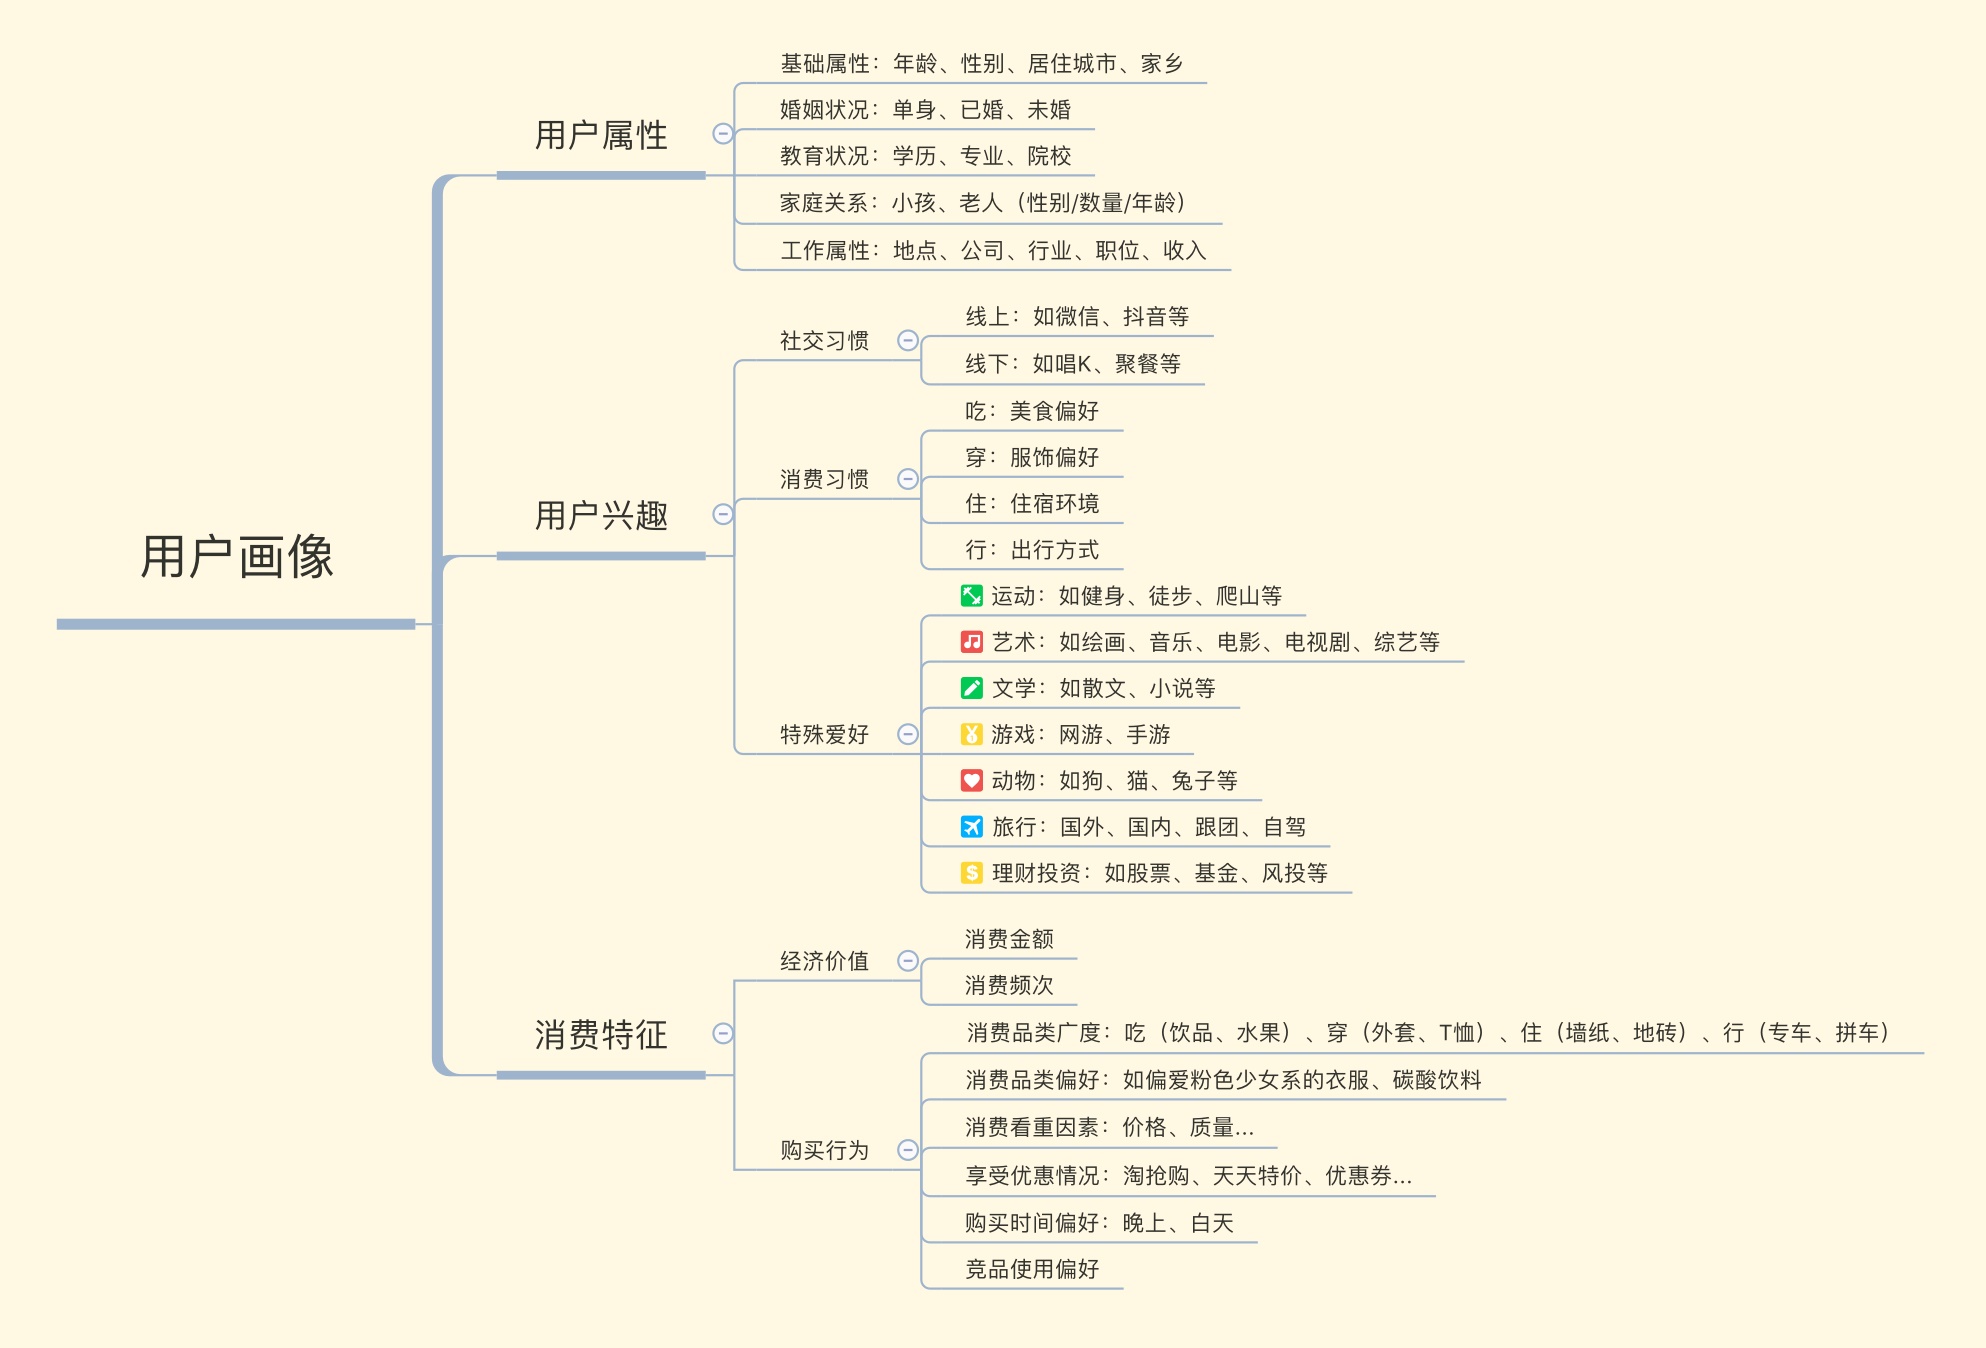 用户画像
用户属性
基础属性：年龄、性别、居住城市、家乡
婚姻状况：单身、已婚、未婚
教育状况：学历、专业、院校
家庭关系：小孩、老人（性别/数量/年龄）
工作属性：地点、公司、行业、职位、收入
用户兴趣
社交习惯
线上：如微信、抖音等
线下：如唱K、聚餐等
消费习惯
吃：美食偏好
穿：服饰偏好
住：住宿环境
行：出行方式
特殊爱好
运动：如健身、徒步、爬山等
艺术：如绘画、音乐、电影、电视剧、综艺等
文学：如散文、小说等
游戏：网游、手游
动物：如狗、猫、兔子等
旅行：国外、国内、跟团、自驾
理财投资：如股票、基金、风投等
消费特征
经济价值
消费金额
消费频次
购买行为
消费品类广度：吃（饮品、水果）、穿（外套、T恤）、住（墙纸、地砖）、行（专车、拼车）
消费品类偏好：如偏爱粉色少女系的衣服、碳酸饮料
消费看重因素：价格、质量...
享受优惠情况：淘抢购、天天特价、优惠券...
购买时间偏好：晚上、白天
竞品使用偏好